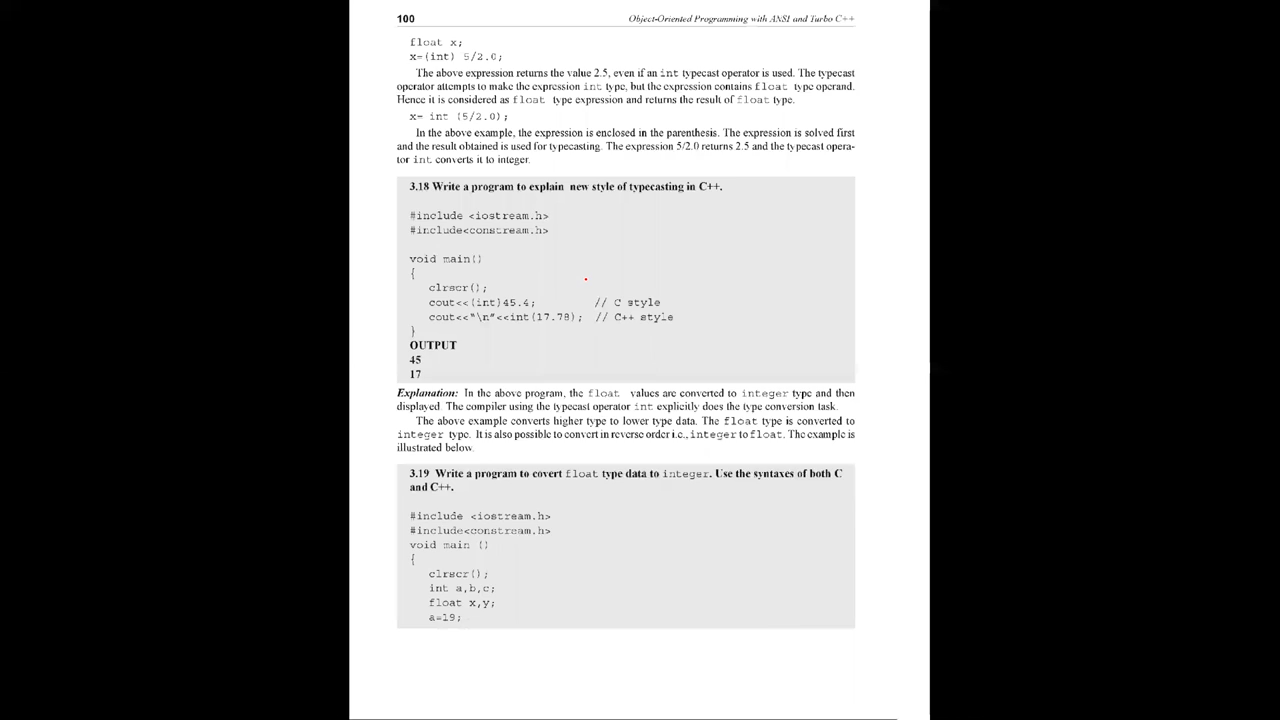 100 Object-Oriented Programming with ANSI and Turbo C++
float x;
x=(int) 5/2.0;
The above expression returns the value 2.5, even if an int typecast operator is used. The typecast
operator attempts to make the expression int type, but the expression contains float type operand.
Hence it is considered as float type expression and returns the result of float type.
x= int (5/2.0);
In the above example, the expression is enclosed in the parenthesis. The expression is solved first
and the result obtained is used for typecasting. The expression 5/2.0 returns 2.5 and the typecast opera-
tor int converts it to integer.
3.18 Write a program to explain new style of typecasting in C++.
#include <iostream.h>
#include<constream.h>
void main()
{
clrscr();
cout<<(int)45.4; // C style
cout<<“\n”<<int(17.78); // C++ style
}
OUTPUT
45
17
Explanation: In the above program, the float values are converted to integer type and then
displayed. The compiler using the typecast operator int explicitly does the type conversion task.
The above example converts higher type to lower type data. The float type is converted to
integer type. It is also possible to convert in reverse order i.e., integer to float. The example is
illustrated below.
3.19 Write a program to covert float type data to integer. Use the syntaxes of both C
and C++.
#include <iostream.h>
#include<constream.h>
void main ()
{
clrscr();
int a,b,c;
float x,y;
a=19;